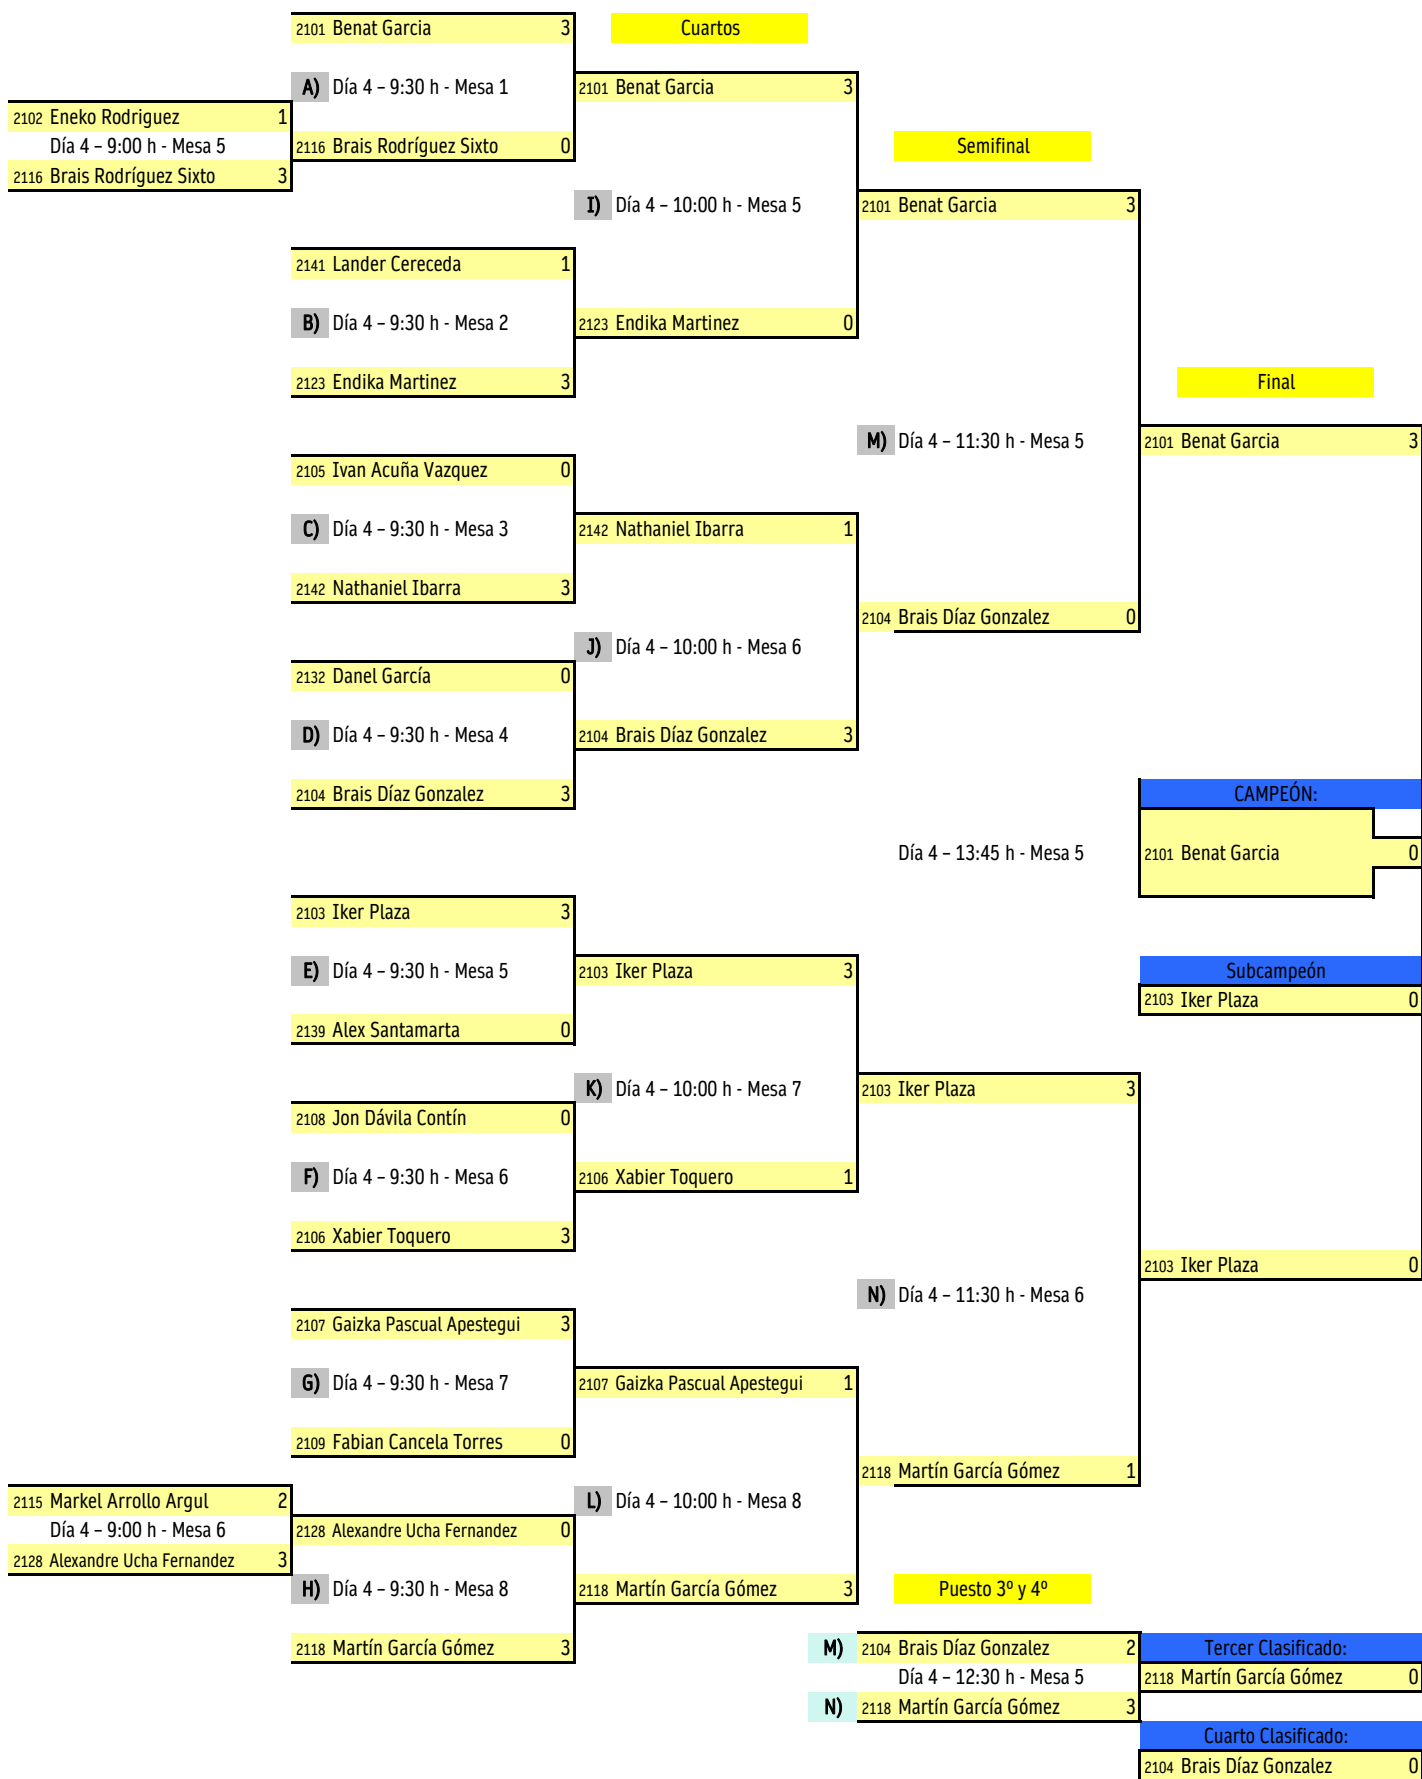 2101 Benat Garcia 3
Cuartos
A) Día 4 – 9:30 h - Mesa 1
2101 Benat Garcia 3
2102 Eneko Rodriguez 1
Día 4 – 9:00 h - Mesa 5
2116 Brais Rodríguez Sixto 0
Semifinal
2116 Brais Rodríguez Sixto 3
I) Día 4 – 10:00 h - Mesa 5
2101 Benat Garcia 3
2141 Lander Cereceda 1
B) Día 4 – 9:30 h - Mesa 2
2123 Endika Martinez 0
2123 Endika Martinez 3
Final
M) Día 4 – 11:30 h - Mesa 5
2101 Benat Garcia 3
2105 Ivan Acuña Vazquez 0
C) Día 4 – 9:30 h - Mesa 3
2142 Nathaniel Ibarra 1
2142 Nathaniel Ibarra 3
2104 Brais Díaz Gonzalez 0
J) Día 4 – 10:00 h - Mesa 6
2132 Danel García 0
D) Día 4 – 9:30 h - Mesa 4
2104 Brais Díaz Gonzalez 3
2104 Brais Díaz Gonzalez 3
CAMPEÓN:
Día 4 – 13:45 h - Mesa 5
2101 Benat Garcia 0
2103 Iker Plaza 3
E) Día 4 – 9:30 h - Mesa 5
2103 Iker Plaza 3
Subcampeón
2103 Iker Plaza 0
2139 Alex Santamarta 0
K) Día 4 – 10:00 h - Mesa 7
2103 Iker Plaza 3
2108 Jon Dávila Contín 0
F) Día 4 – 9:30 h - Mesa 6
2106 Xabier Toquero 1
2106 Xabier Toquero 3
2103 Iker Plaza 0
N) Día 4 – 11:30 h - Mesa 6
2107 Gaizka Pascual Apestegui 3
G) Día 4 – 9:30 h - Mesa 7
2107 Gaizka Pascual Apestegui 1
2109 Fabian Cancela Torres 0
2118 Martín García Gómez 1
2115 Markel Arrollo Argul 2
L) Día 4 – 10:00 h - Mesa 8
Día 4 – 9:00 h - Mesa 6
2128 Alexandre Ucha Fernandez 0
2128 Alexandre Ucha Fernandez 3
H) Día 4 – 9:30 h - Mesa 8
2118 Martín García Gómez 3
Puesto 3º y 4º
2118 Martín García Gómez 3
M) 2104 Brais Díaz Gonzalez 2
Tercer Clasificado:
Día 4 – 12:30 h - Mesa 5
2118 Martín García Gómez 0
N) 2118 Martín García Gómez 3
Cuarto Clasificado:
2104 Brais Díaz Gonzalez 0